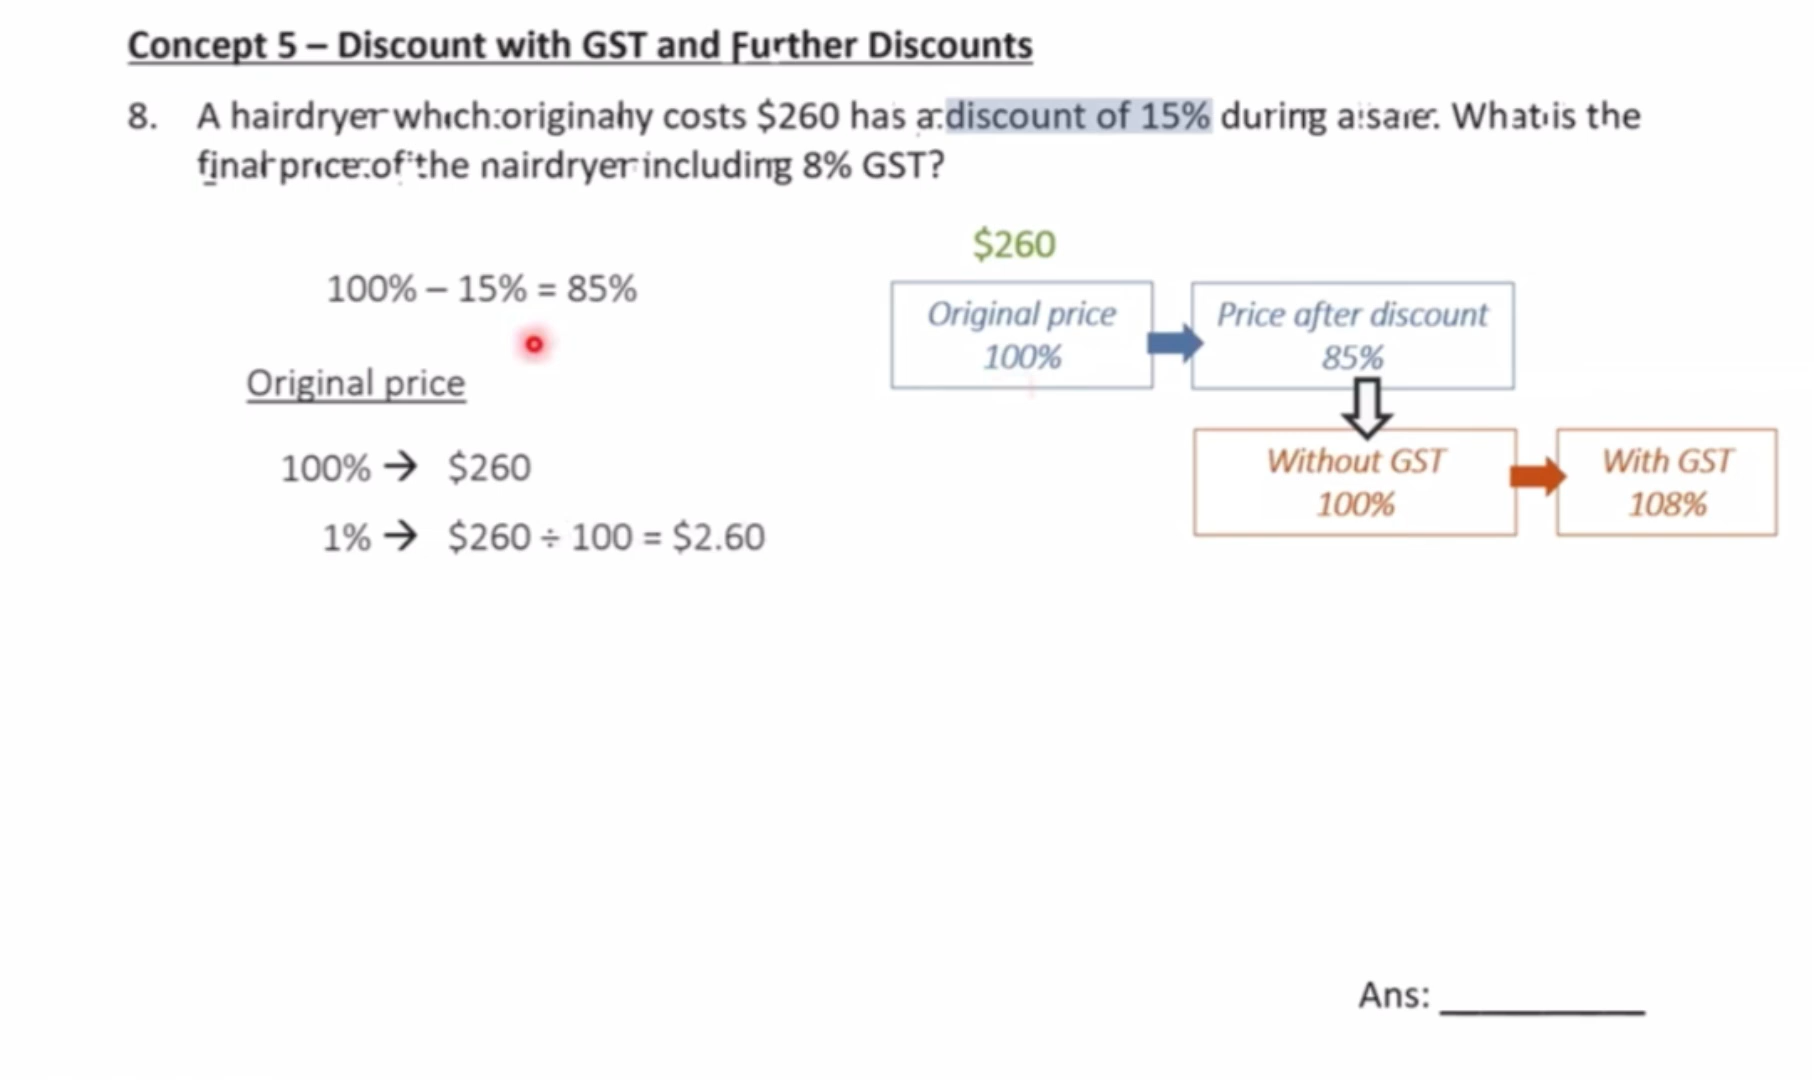 Concept 5 – Discount with GST and Further Discounts
8. A hairdryer which originally costs $260 has a discount of 15% during a sale. What is the
final price of the hairdryer including 8% GST?
$260
100% – 15% = 85%
Original price
100%
Price after discount
85%
Original price
100% → $260
Without GST
100%
With GST
108%
1% → $260 ÷ 100 = $2.60
Ans: __________